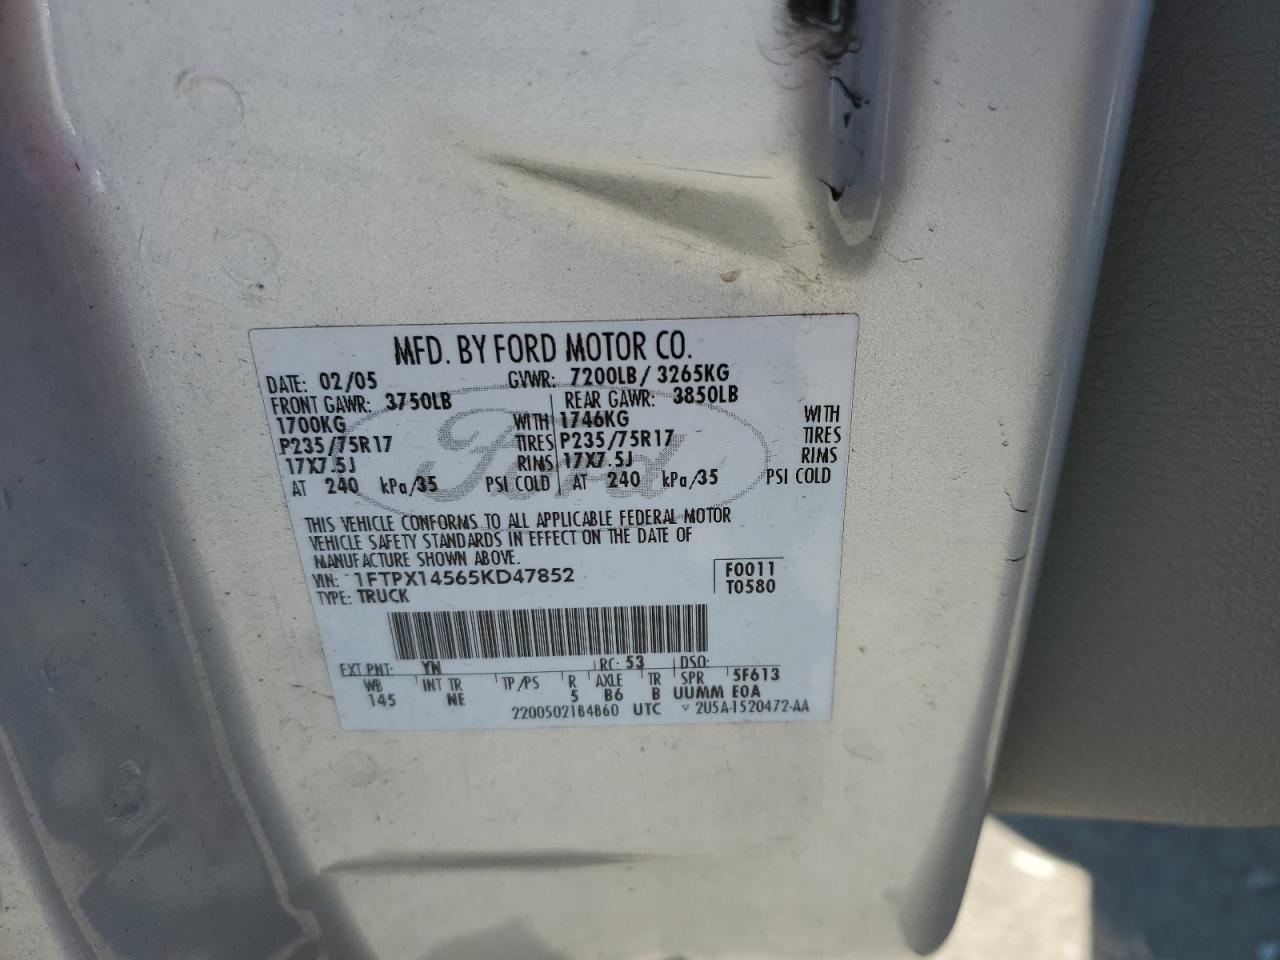 MFD. BY FORD MOTOR CO.
DATE: 02/05 GVWR: 7200LB/ 3265KG
FRONT GAWR: 3750LB REAR GAWR: 3850LB
1700KG WITH 1746KG WITH
P235/75R17 TIRES P235/75R17 TIRES
17X7.5J RIMS 17X7.5J RIMS
AT 240 kPa/35 PSI COLD AT 240 kPa/35 PSI COLD
Ford
THIS VEHICLE CONFORMS TO ALL APPLICABLE FEDERAL MOTOR
VEHICLE SAFETY STANDARDS IN EFFECT ON THE DATE OF
MANUFACTURE SHOWN ABOVE.
VIN: 1FTPX14565KD47852 F0011
TYPE: TRUCK T0580
EXT PNT: YN RC: 53 DSO:
WB INT TR TP/PS R AXLE TR SPR 5F613
145 NE 5 B6 B UUMM E0A
2200502184860 UTC ▽ 2U5A-1520472-AA